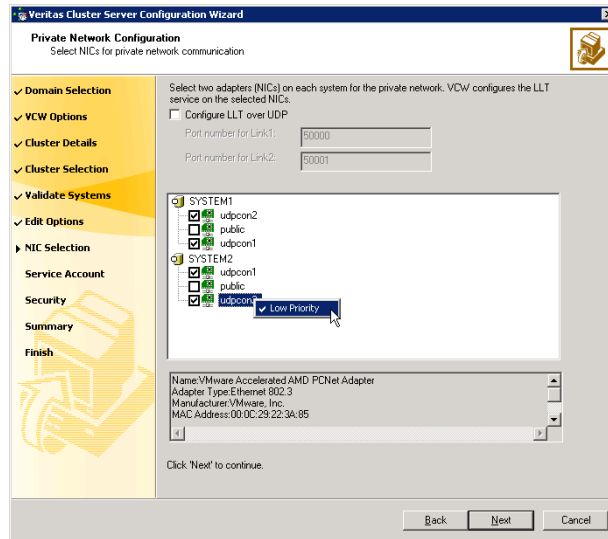 Veritas Cluster Server Configuration Wizard
Private Network Configuration
Select NICs for private network communication
Domain Selection
VCW Options
Cluster Details
Cluster Selection
Validate Systems
Edit Options
NIC Selection
Service Account
Security
Summary
Finish
Select two adapters (NICs) on each system for the private network. VCW configures the LLT
service on the selected NICs.
Configure LLT over UDP
Port number for Link1:
50000
Port number for Link2:
50001
SYSTEM1
udpcon2
public
udpcon1
SYSTEM2
udpcon1
public
Low Priority
Name:VMware Accelerated AMD PCNet Adapter
Adapter Type:Ethernet 802.3
Manufacturer:VMware, Inc.
MAC Address:00:0C:29:22:3A:85
Click 'Next' to continue.
Back
Next
Cancel